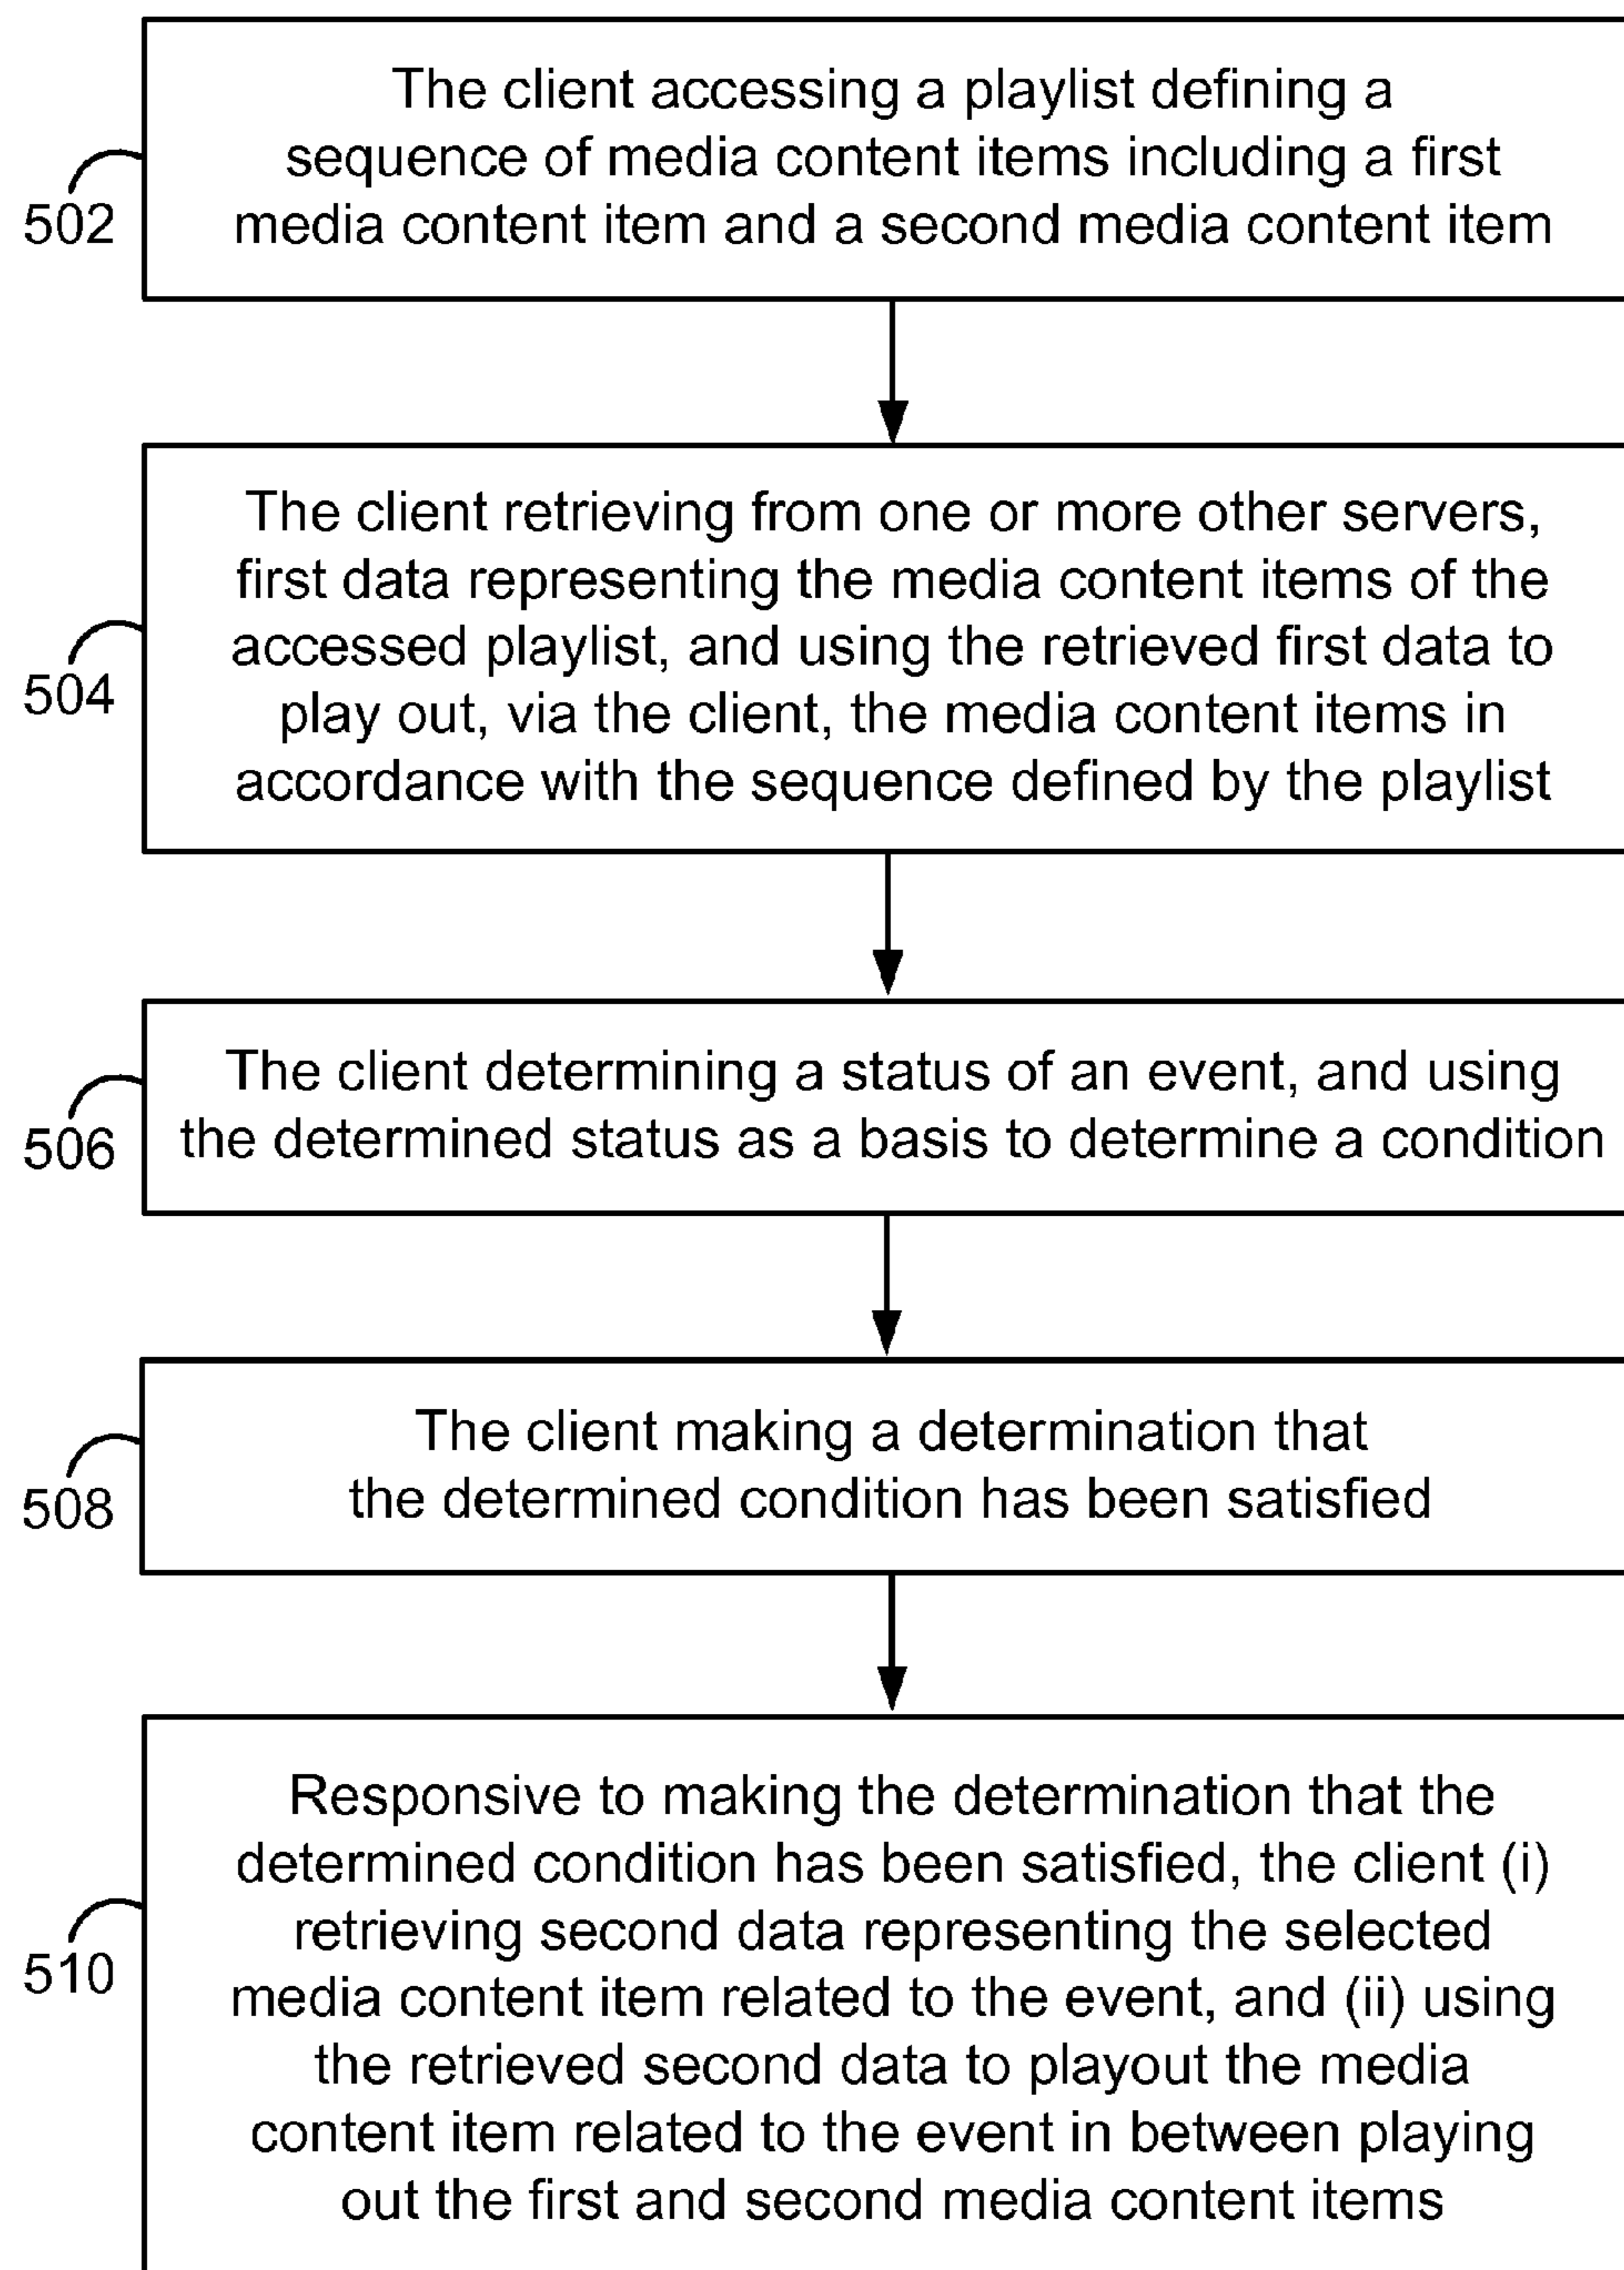 The client accessing a playlist defining a
sequence of media content items including a first
media content item and a second media content item
502
The client retrieving from one or more other servers,
first data representing the media content items of the
accessed playlist, and using the retrieved first data to
play out, via the client, the media content items in
accordance with the sequence defined by the playlist
504
The client determining a status of an event, and using
the determined status as a basis to determine a condition
506
The client making a determination that
the determined condition has been satisfied
508
Responsive to making the determination that the
determined condition has been satisfied, the client (i)
retrieving second data representing the selected
media content item related to the event, and (ii) using
the retrieved second data to playout the media
content item related to the event in between playing
out the first and second media content items
510